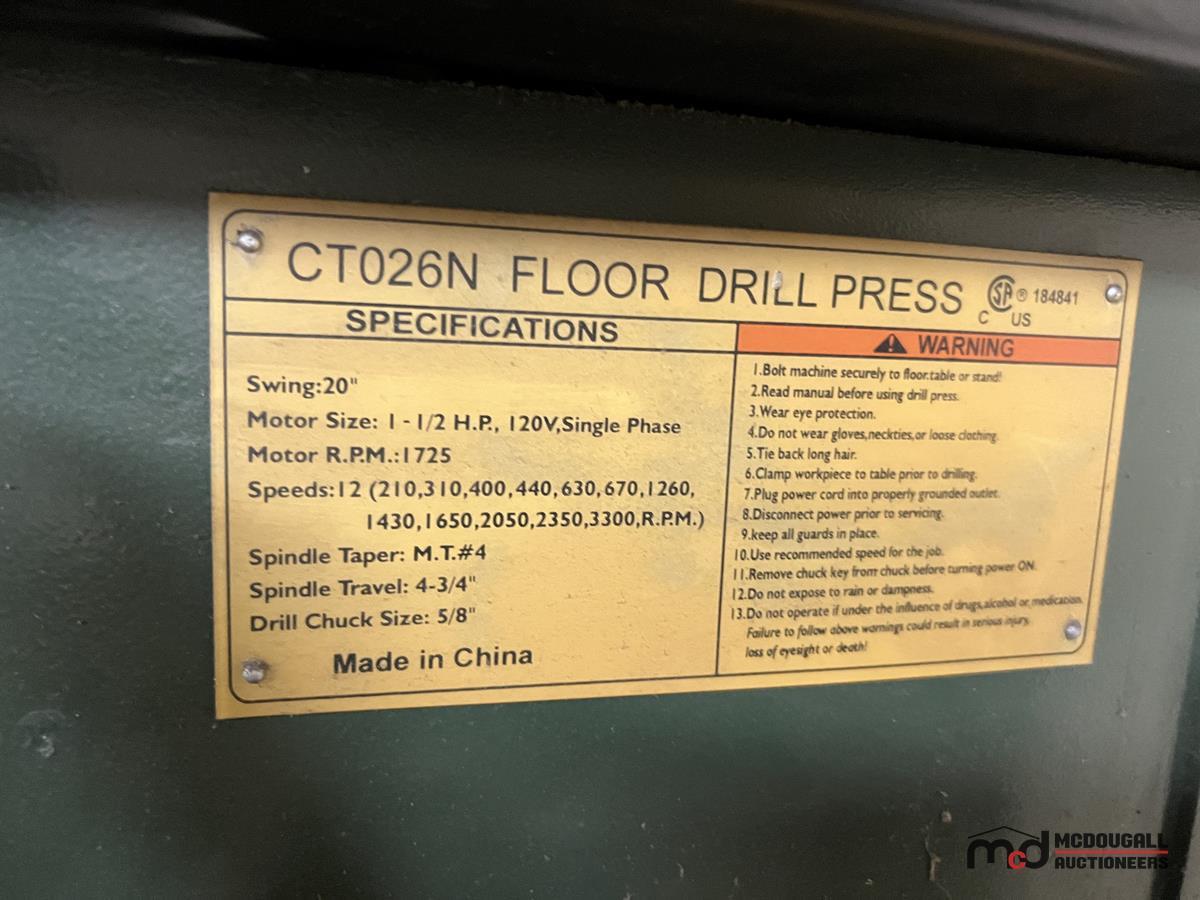 CT026N FLOOR DRILL PRESS
SA ® 184841
C US
SPECIFICATIONS
Swing:20"
Motor Size: 1 - 1/2 H.P., 120V,Single Phase
Motor R.P.M.:1725
Speeds:12 (210,310,400,440,630,670,1260,
1430,1650,2050,2350,3300,R.P.M.)
Spindle Taper: M.T.#4
Spindle Travel: 4-3/4"
Drill Chuck Size: 5/8"
Made in China
WARNING
1.Bolt machine securely to floor.table or stand!
2.Read manual before using drill press.
3.Wear eye protection.
4.Do not wear gloves,neckties,or loose clothing.
5.Tie back long hair.
6.Clamp workpiece to table prior to drilling.
7.Plug power cord into properly grounded outlet.
8.Disconnect power prior to servicing.
9.keep all guards in place.
10.Use recommended speed for the job.
11.Remove chuck key from chuck before turning power ON.
12.Do not expose to rain or dampness.
13.Do not operate if under the influence of drugs,alcohol or medication.
Failure to follow above warnings could result in serious injury,
loss of eyesight or death!
mcd MCDOUGALL
AUCTIONEERS